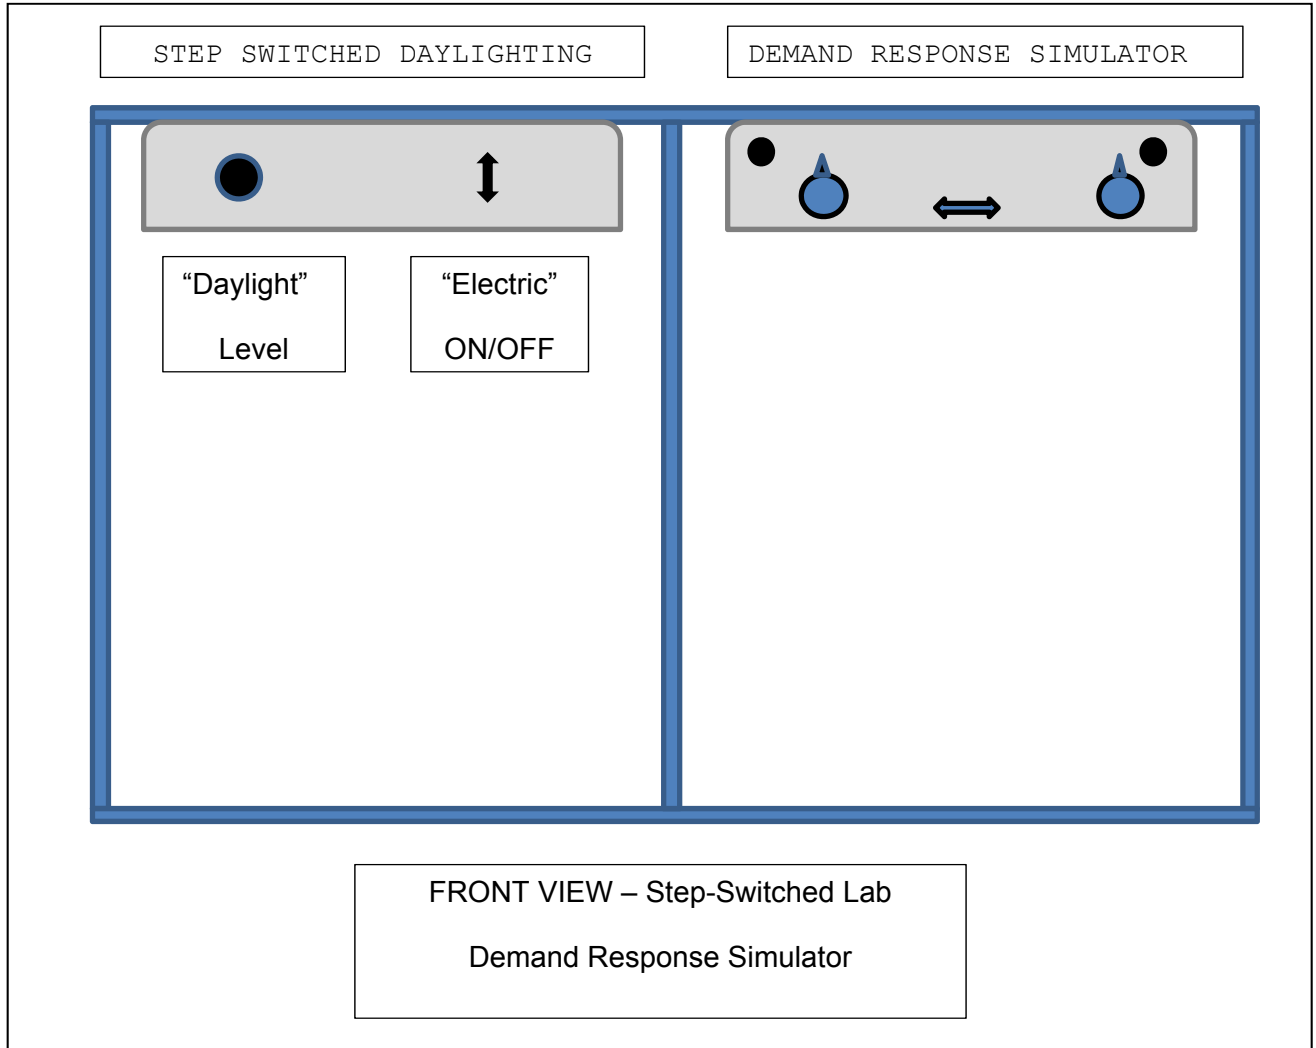 STEP SWITCHED DAYLIGHTING
DEMAND RESPONSE SIMULATOR
“Daylight”
Level
“Electric”
ON/OFF
FRONT VIEW – Step-Switched Lab
Demand Response Simulator